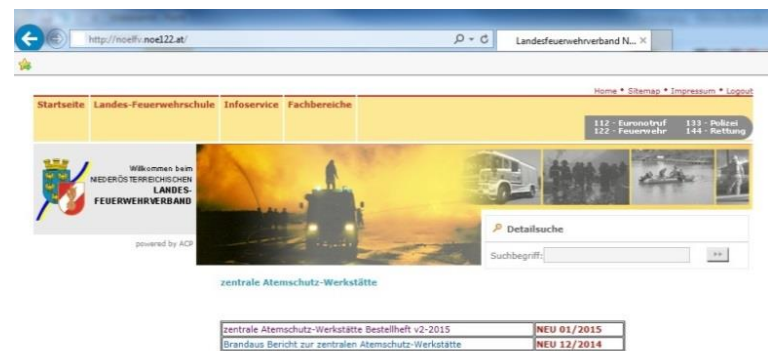 http://noelfv.noe122.at/
Landesfeuerwehrverband N...
Home * Sitemap * Impressum * Logout
Startseite Landes-Feuerwehrschule Infoservice Fachbereiche
112 - Euronotruf 133 - Polizei
122 - Feuerwehr 144 - Rettung
Willkommen beim
NIEDERÖSTERREICHISCHEN
LANDES-
FEUERWEHRVERBAND
powered by ACP
Detailsuche
Suchbegriff: >>
zentrale Atemschutz-Werkstätte
zentrale Atemschutz-Werkstätte Bestellheft v2-2015 NEU 01/2015
Brandaus Bericht zur zentralen Atemschutz-Werkstätte NEU 12/2014